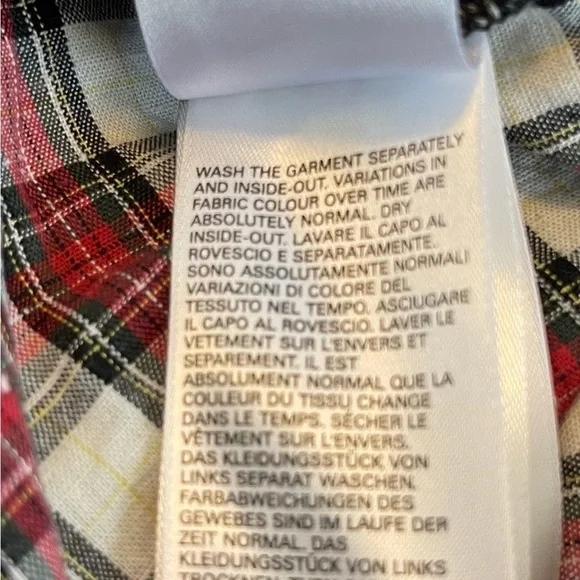 WASH THE GARMENT SEPARATELY
AND INSIDE-OUT. VARIATIONS IN
FABRIC COLOUR OVER TIME ARE
ABSOLUTELY NORMAL. DRY
INSIDE-OUT. LAVARE IL CAPO AL
ROVESCIO E SEPARATAMENTE.
SONO ASSOLUTAMENTE NORMALI
VARIAZIONI DI COLORE DEL
TESSUTO NEL TEMPO. ASCIUGARE
IL CAPO AL ROVESCIO. LAVER LE
VETEMENT SUR L'ENVERS ET
SEPAREMENT. IL EST
ABSOLUMENT NORMAL QUE LA
COULEUR DU TISSU CHANGE
DANS LE TEMPS. SÉCHER LE
VÊTEMENT SUR L'ENVERS.
DAS KLEIDUNGSSTÜCK VON
LINKS SEPARAT WASCHEN.
FARBABWEICHUNGEN DES
GEWEBES SIND IM LAUFE DER
ZEIT NORMAL. DAS
KLEIDUNGSSTÜCK VON LINKS
TROCKNEN.